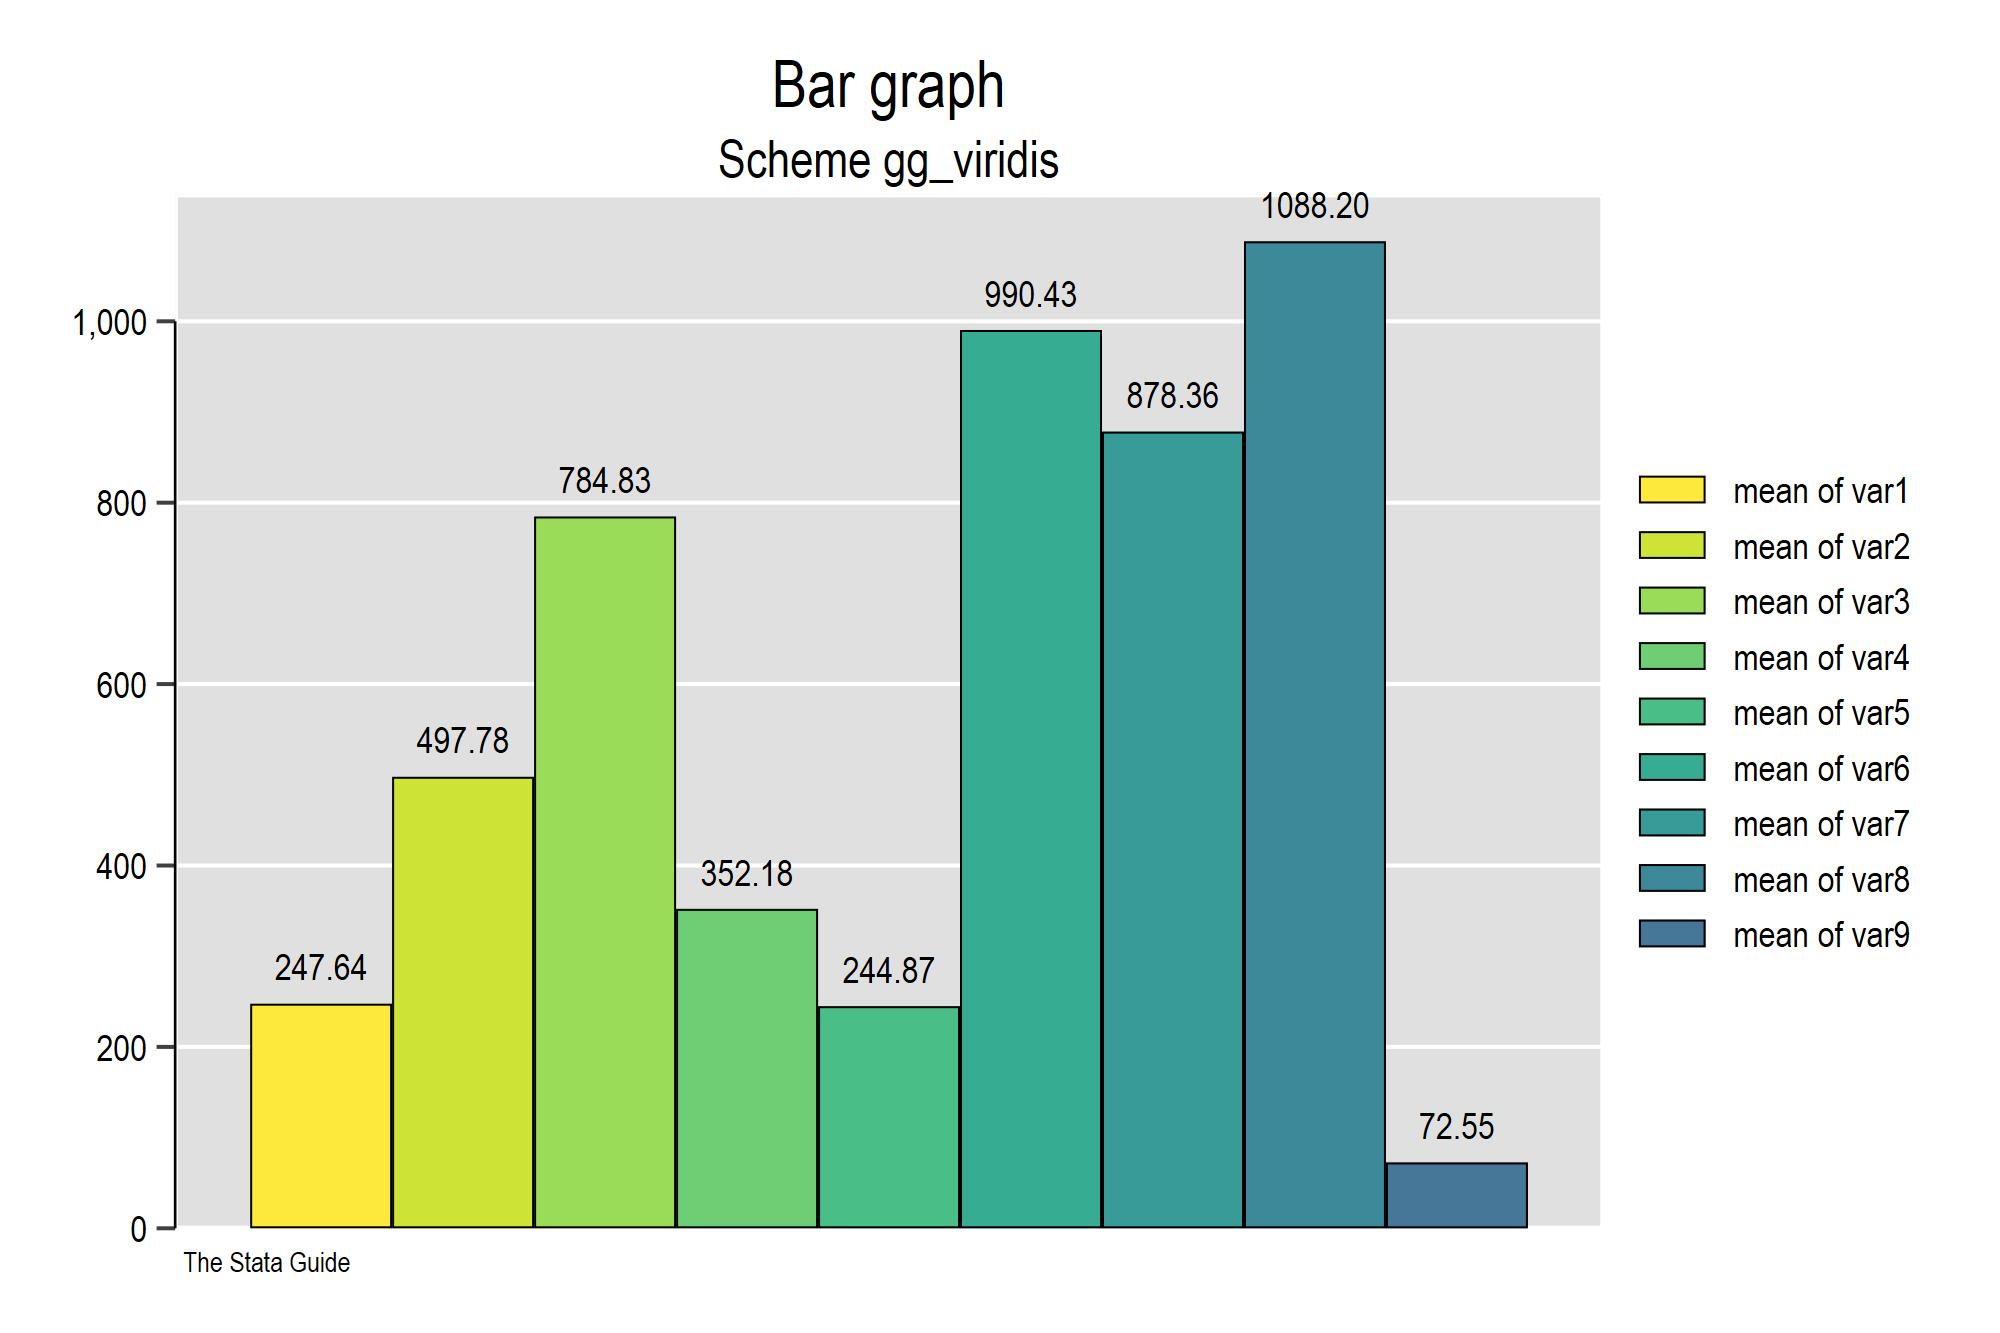 Bar graph
Scheme gg_viridis
1088.20
990.43
878.36
784.83
497.78
352.18
247.64
244.87
72.55
1,000
800
600
400
200
0
mean of var1
mean of var2
mean of var3
mean of var4
mean of var5
mean of var6
mean of var7
mean of var8
mean of var9
The Stata Guide